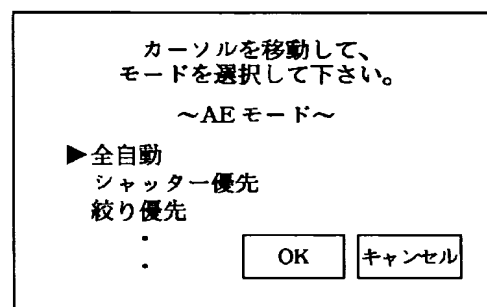 カーソルを移動して、
モードを選択して下さい。
～AEモード～
▶全自動
シャッター優先
絞り優先
・
・
OK キャンセル